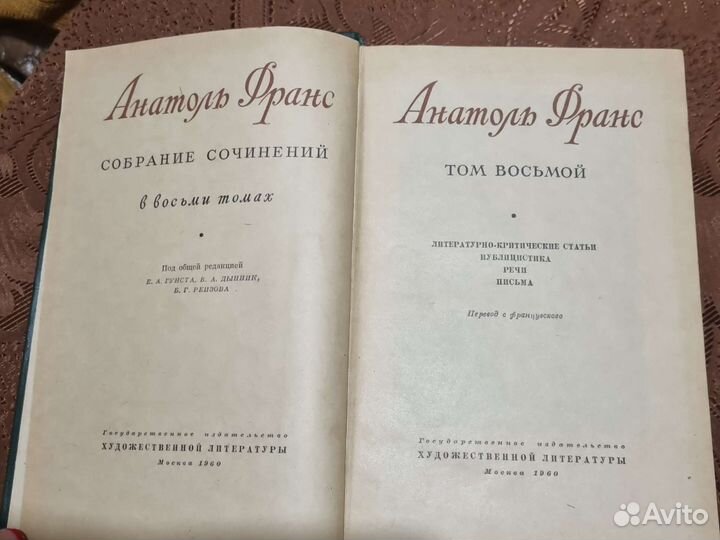 Анатоль Франс
СОБРАНИЕ СОЧИНЕНИЙ
в восьми томах
Под общей редакцией
Е. А. ГУНСТА, В. А. ДЫННИК,
Б. Г. РЕИЗОВА
Государственное издательство
ХУДОЖЕСТВЕННОЙ ЛИТЕРАТУРЫ
Москва 1960
Анатоль Франс
ТОМ ВОСЬМОЙ
ЛИТЕРАТУРНО-КРИТИЧЕСКИЕ СТАТЬИ
ПУБЛИЦИСТИКА
РЕЧИ
ПИСЬМА
Перевод с французского
Государственное издательство
ХУДОЖЕСТВЕННОЙ ЛИТЕРАТУРЫ
Москва 1960
Avito